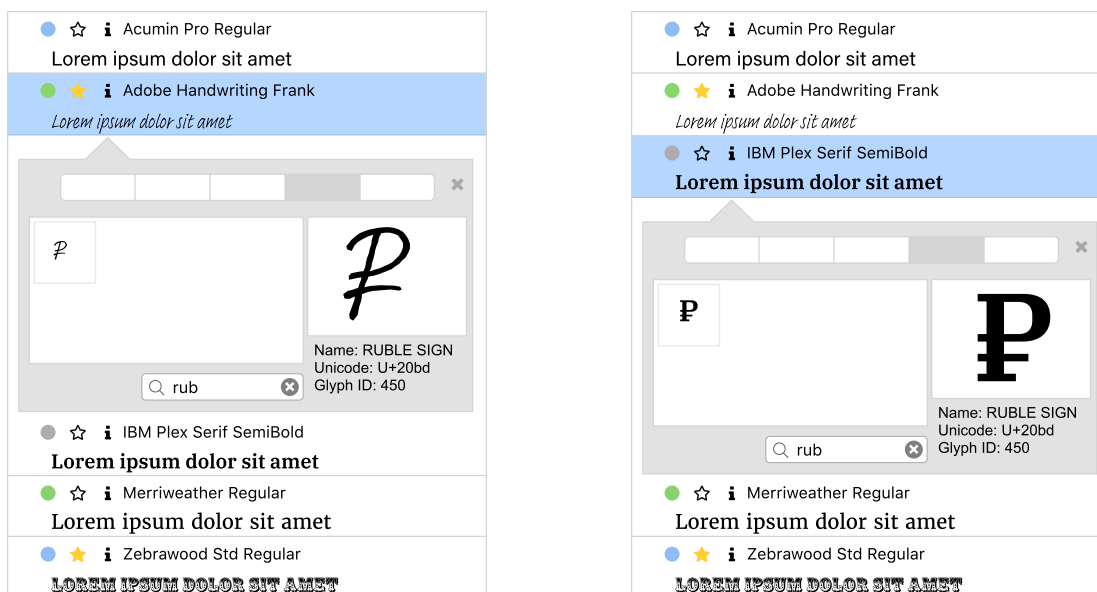 Acumin Pro Regular
Lorem ipsum dolor sit amet
Adobe Handwriting Frank
Lorem ipsum dolor sit amet
₽
₽
Name: RUBLE SIGN
Unicode: U+20bd
Glyph ID: 450
rub
IBM Plex Serif SemiBold
Lorem ipsum dolor sit amet
Merriweather Regular
Lorem ipsum dolor sit amet
Zebrawood Std Regular
LOREM IPSUM DOLOR SIT AMET
Acumin Pro Regular
Lorem ipsum dolor sit amet
Adobe Handwriting Frank
Lorem ipsum dolor sit amet
IBM Plex Serif SemiBold
Lorem ipsum dolor sit amet
₽
₽
Name: RUBLE SIGN
Unicode: U+20bd
Glyph ID: 450
rub
Merriweather Regular
Lorem ipsum dolor sit amet
Zebrawood Std Regular
LOREM IPSUM DOLOR SIT AMET